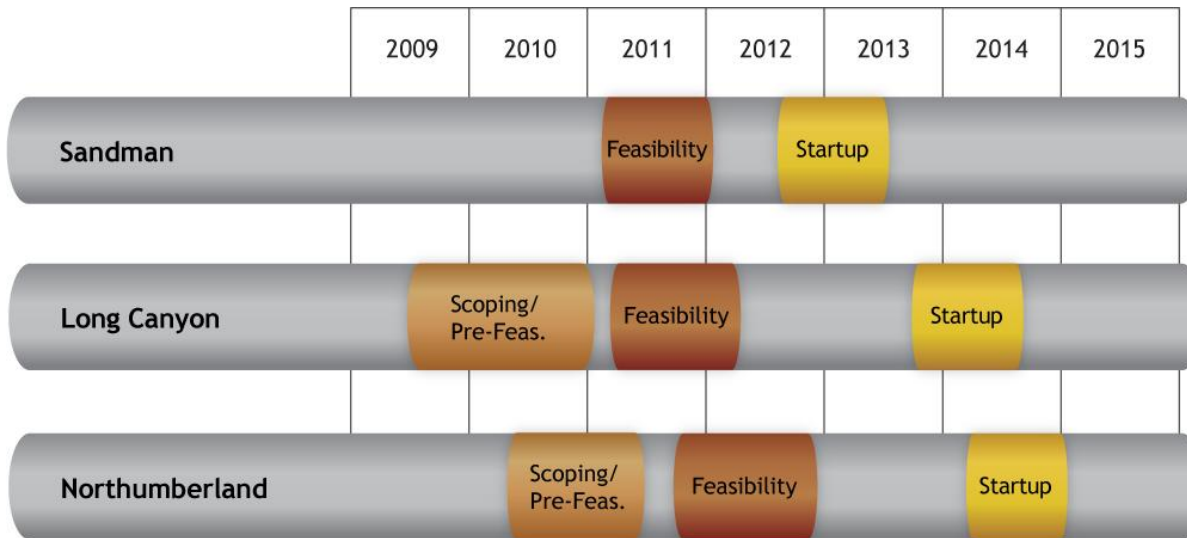 2009 2010 2011 2012 2013 2014 2015
Sandman Feasibility Startup
Long Canyon Scoping/
Pre-Feas. Feasibility Startup
Northumberland Scoping/
Pre-Feas. Feasibility Startup